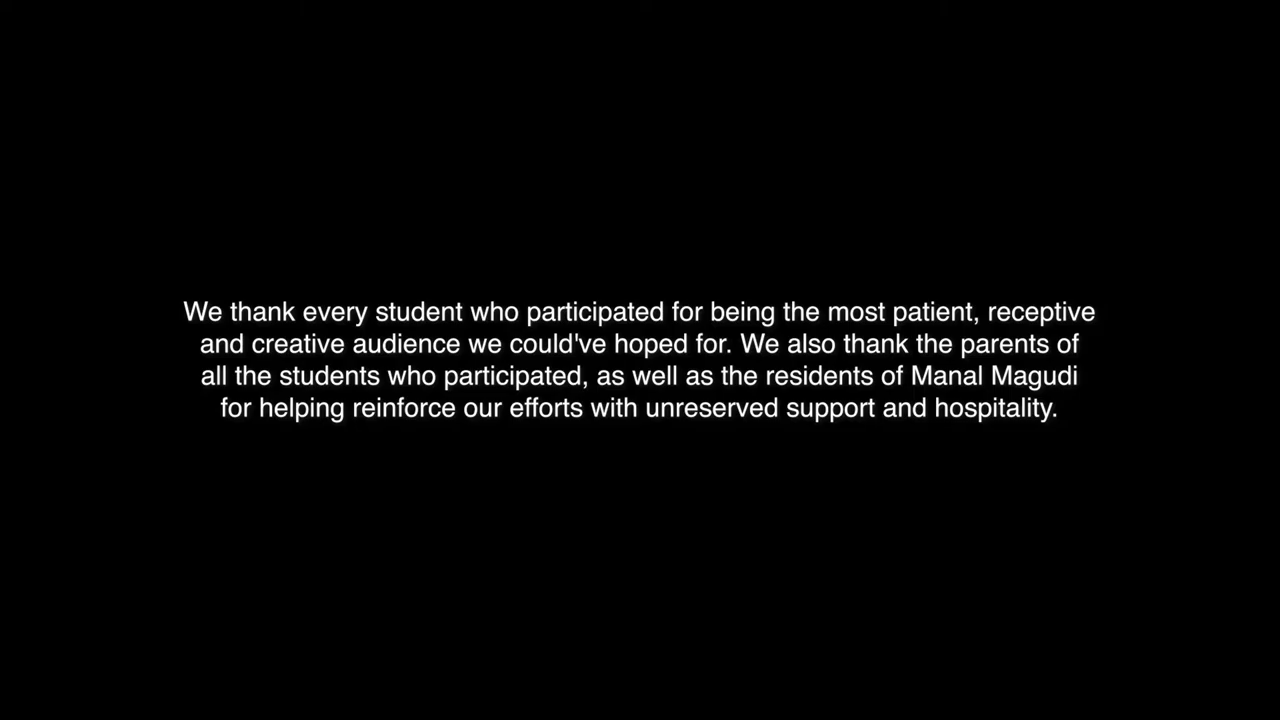 We thank every student who participated for being the most patient, receptive
and creative audience we could've hoped for. We also thank the parents of
all the students who participated, as well as the residents of Manal Magudi
for helping reinforce our efforts with unreserved support and hospitality.